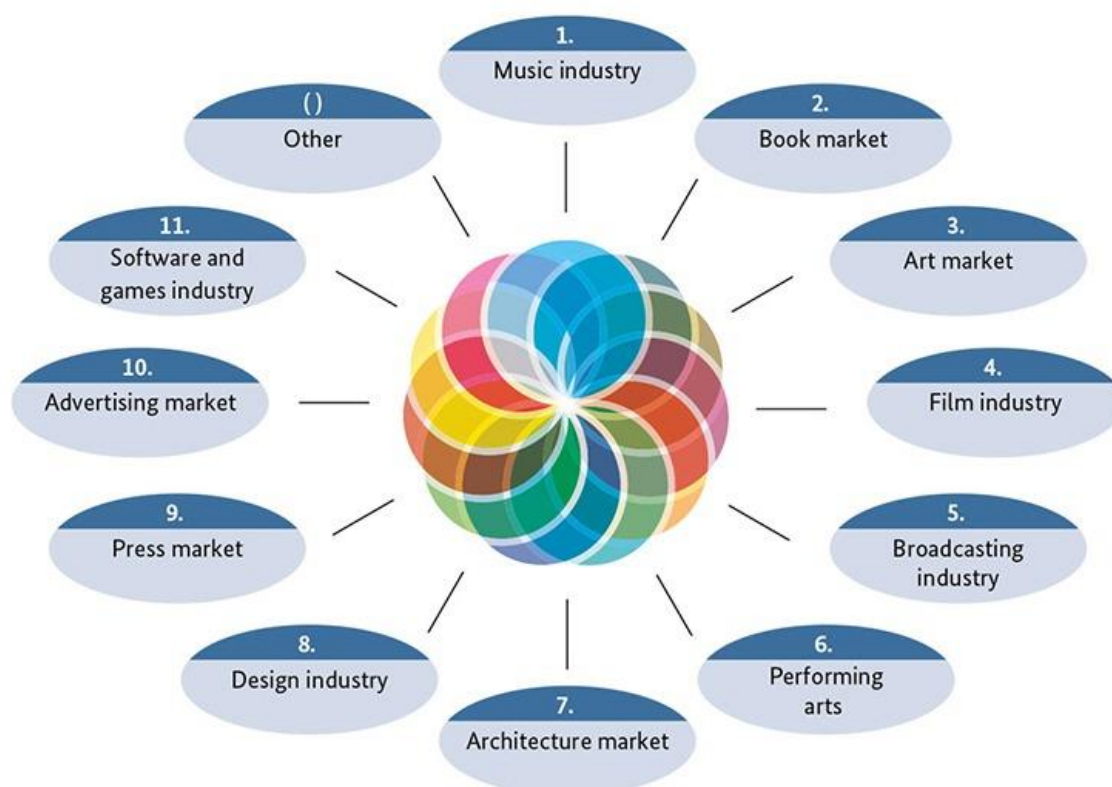 1.
Music industry
2.
Book market
3.
Art market
4.
Film industry
5.
Broadcasting
industry
6.
Performing
arts
7.
Architecture market
8.
Design industry
9.
Press market
10.
Advertising market
11.
Software and
games industry
( )
Other